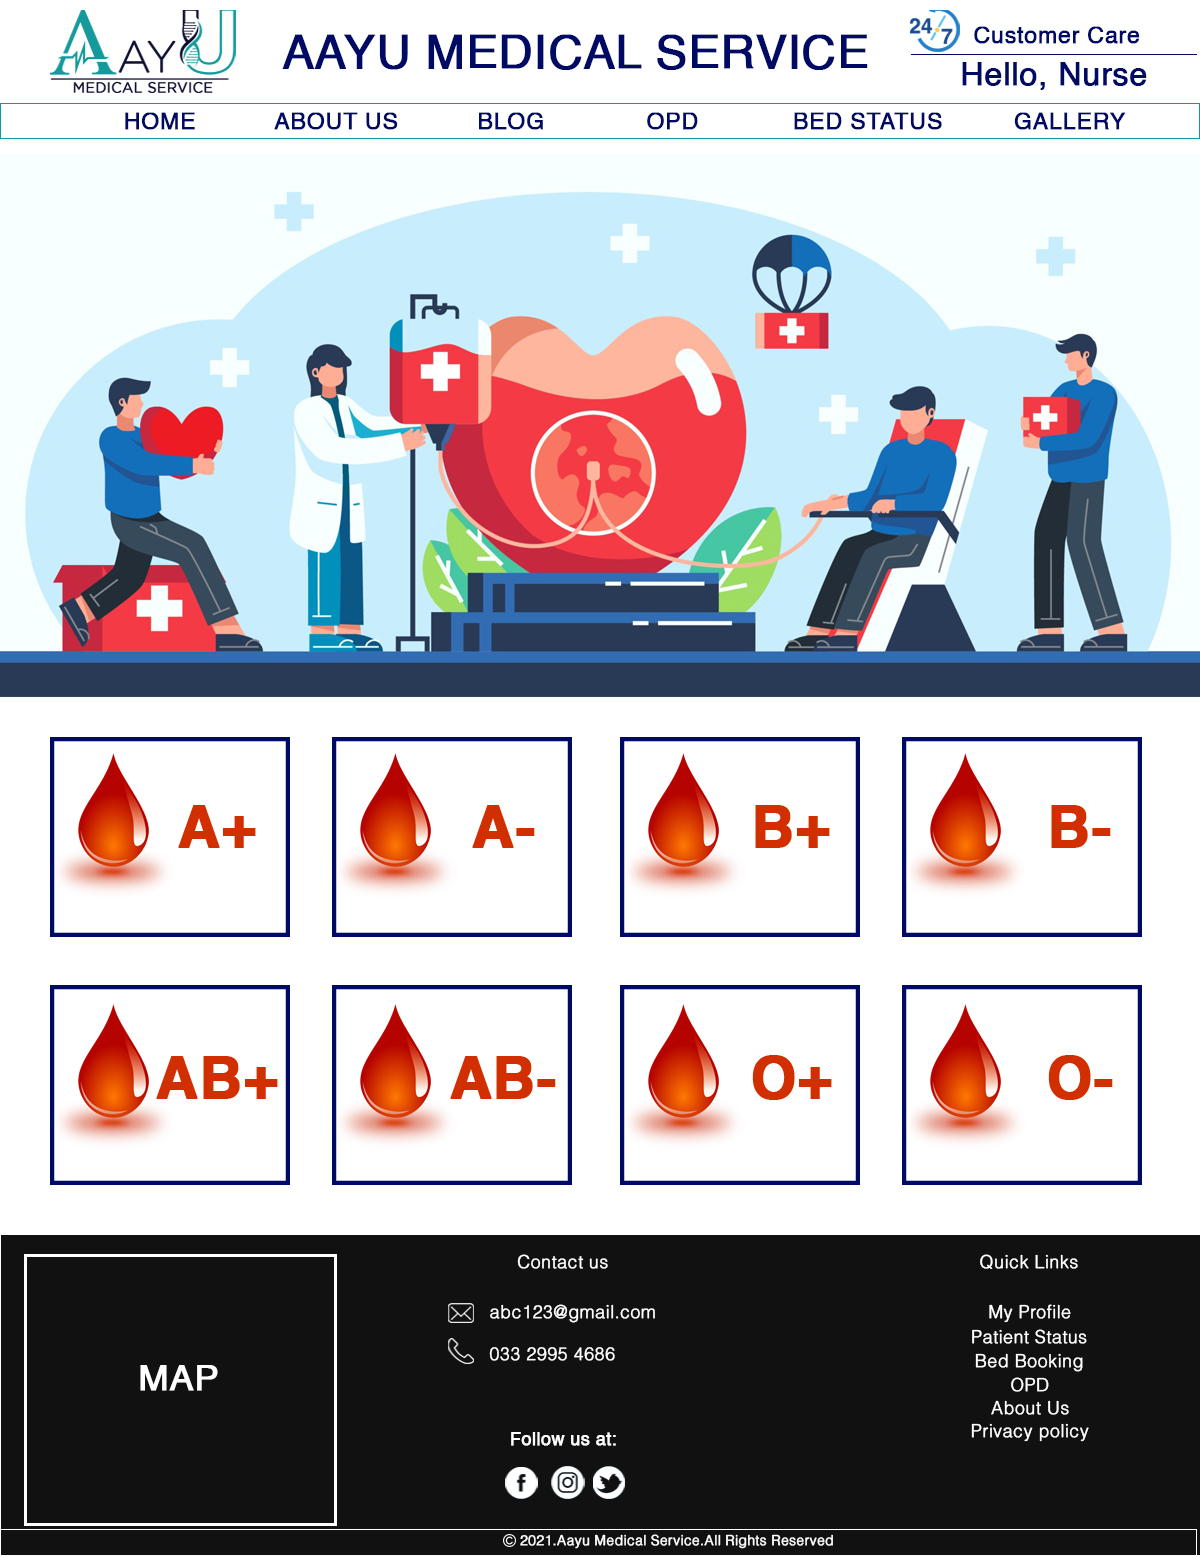 AAYU
MEDICAL SERVICE
AAYU MEDICAL SERVICE
24/7
Customer Care
Hello, Nurse
HOME ABOUT US BLOG OPD BED STATUS GALLERY
A+ A- B+ B-
AB+ AB- O+ O-
MAP
Contact us
abc123@gmail.com
033 2995 4686
Follow us at:
Quick Links
My Profile
Patient Status
Bed Booking
OPD
About Us
Privacy policy
© 2021.Aayu Medical Service.All Rights Reserved